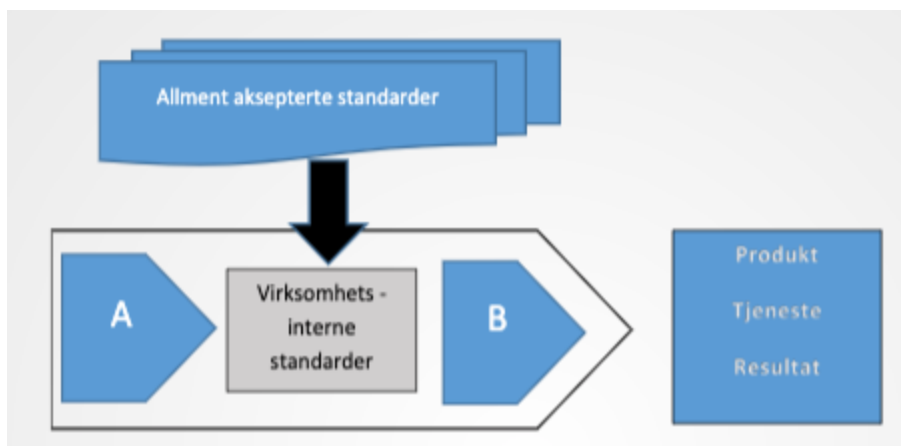 Allment aksepterte standarder
A
Virksomhets -
interne
standarder
B
Produkt
Tjeneste
Resultat